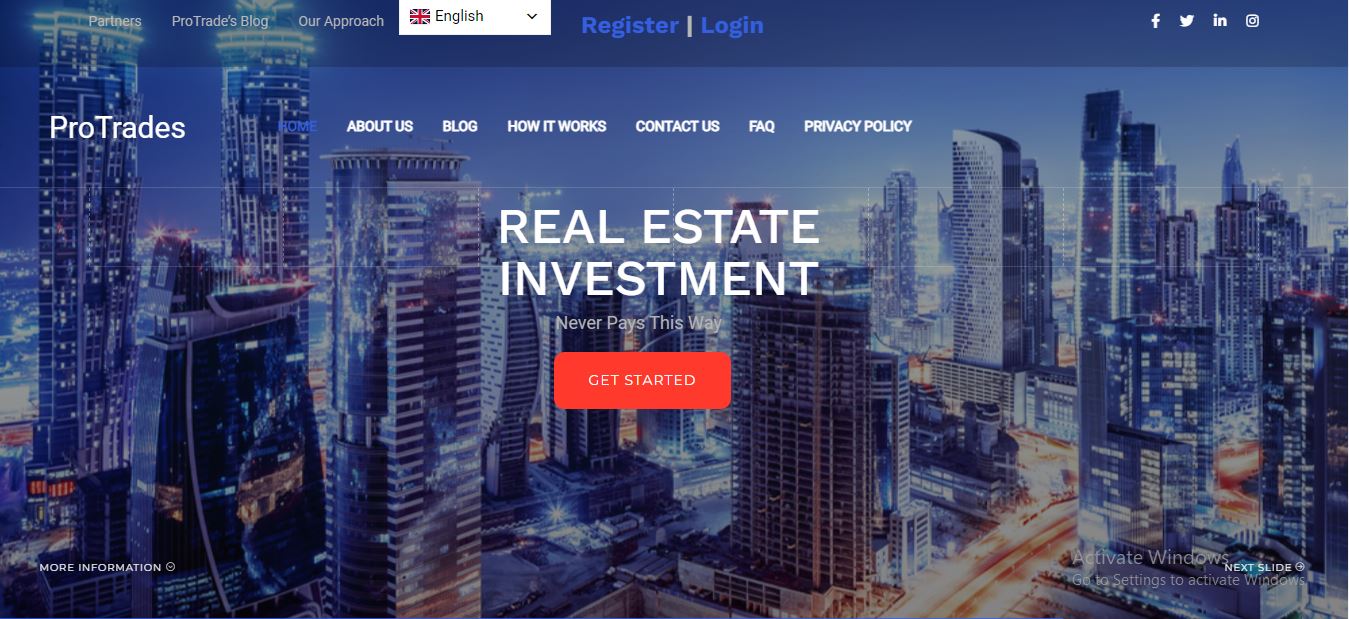 Partners ProTrade's Blog Our Approach English Register | Login
ProTrades HOME ABOUT US BLOG HOW IT WORKS CONTACT US FAQ PRIVACY POLICY
REAL ESTATE
INVESTMENT
Never Pays This Way
GET STARTED
MORE INFORMATION
Activate Windows
NEXT SLIDE
Go to Settings to activate Windows.